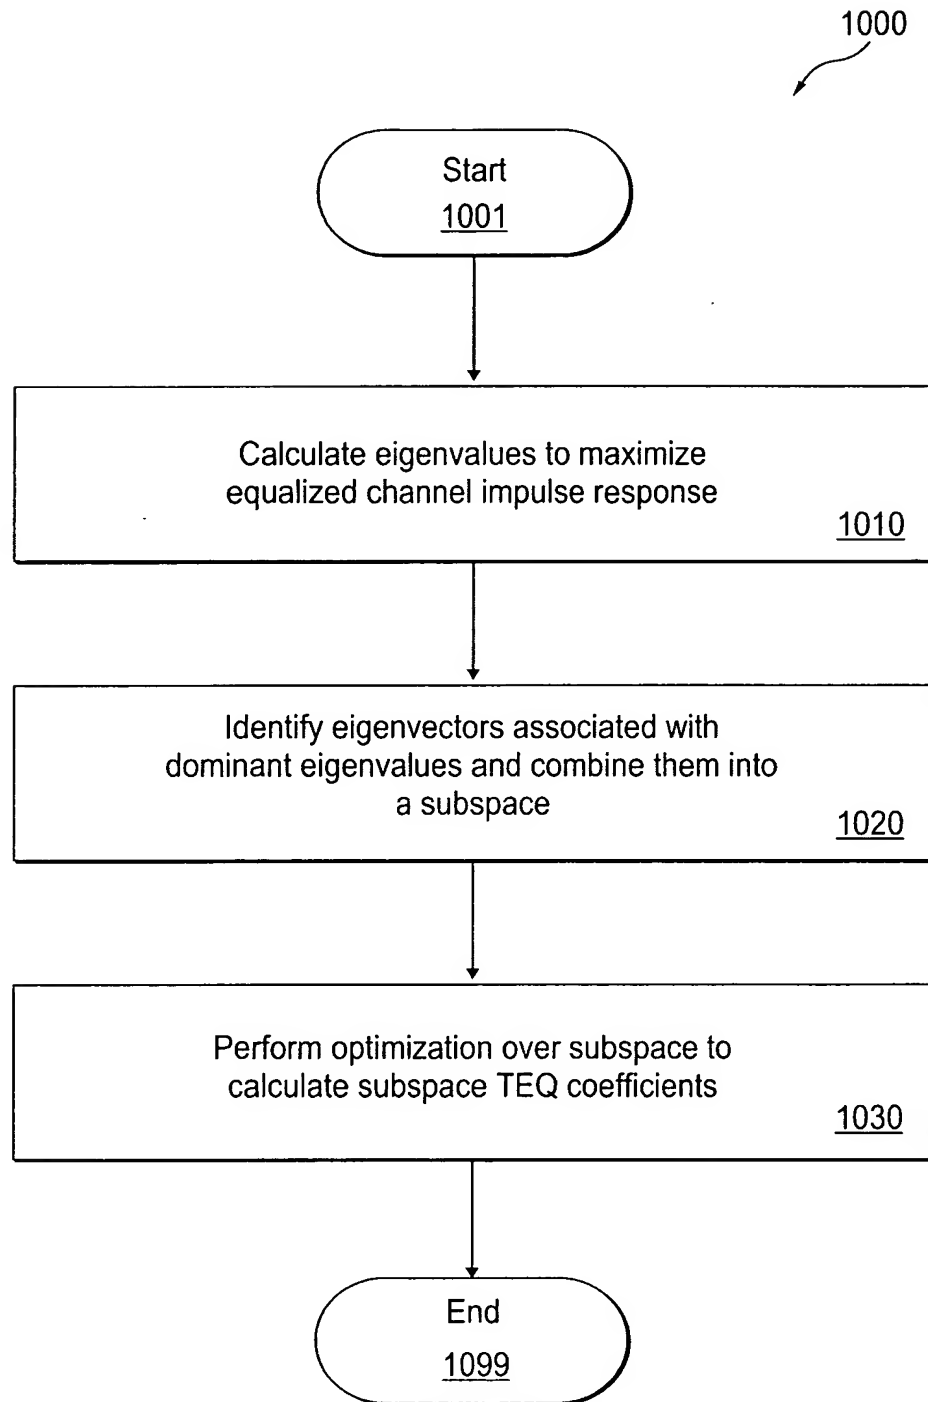 1000
Start
1001
Calculate eigenvalues to maximize
equalized channel impulse response
1010
Identify eigenvectors associated with
dominant eigenvalues and combine them into
a subspace
1020
Perform optimization over subspace to
calculate subspace TEQ coefficients
1030
End
1099